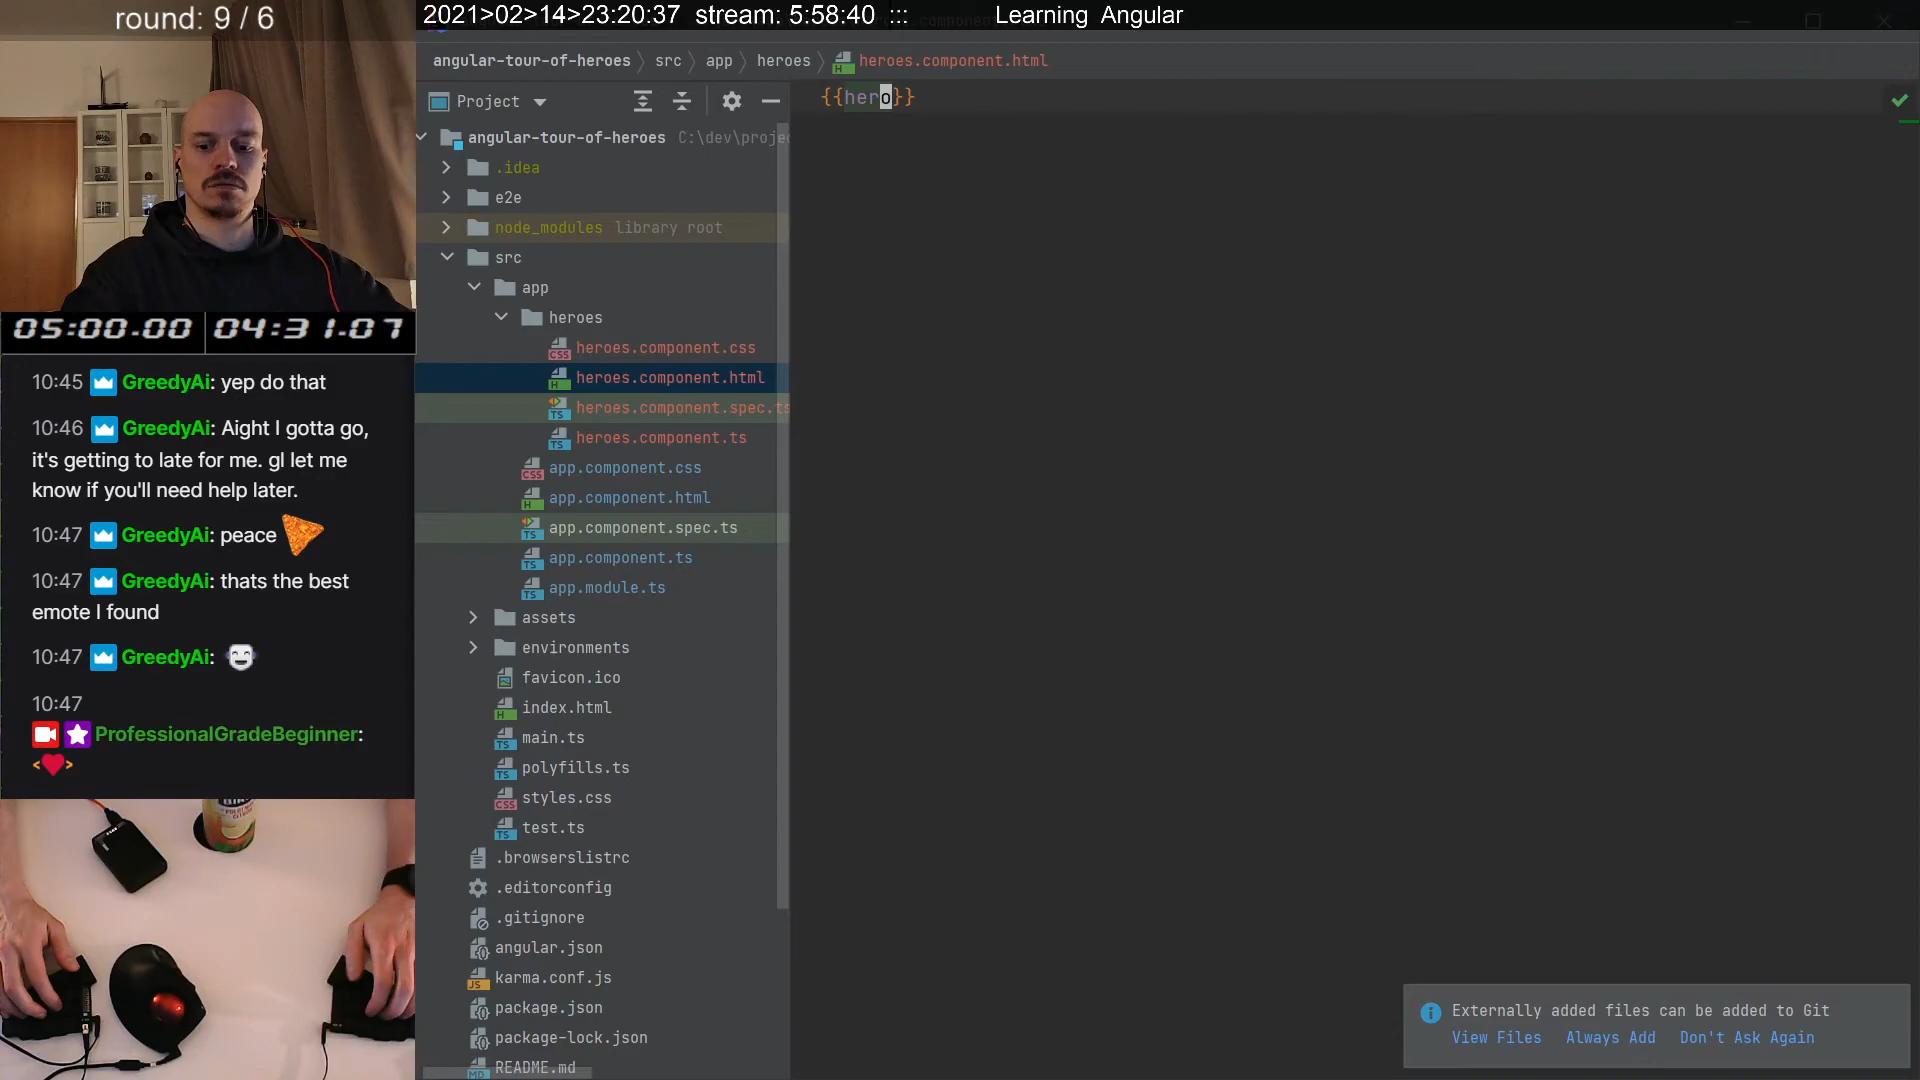 round: 9 / 6
2021>02>14>23:20:37 stream: 5:58:40 ::: Learning Angular
angular-tour-of-heroes src app heroes heroes.component.html
Project
{{hero}}
angular-tour-of-heroes C:\dev\proje
.idea
e2e
node_modules library root
src
app
heroes
heroes.component.css
heroes.component.html
heroes.component.spec.ts
heroes.component.ts
app.component.css
app.component.html
app.component.spec.ts
app.component.ts
app.module.ts
assets
environments
favicon.ico
index.html
main.ts
polyfills.ts
styles.css
test.ts
.browserslistrc
.editorconfig
.gitignore
angular.json
karma.conf.js
package.json
package-lock.json
README.md
05:00.00 04:31.07
10:45 GreedyAi: yep do that
10:46 GreedyAi: Aight I gotta go,
it's getting to late for me. gl let me
know if you'll need help later.
10:47 GreedyAi: peace
10:47 GreedyAi: thats the best
emote I found
10:47 GreedyAi:
10:47
ProfessionalGradeBeginner:
< >
Externally added files can be added to Git
View Files Always Add Don't Ask Again